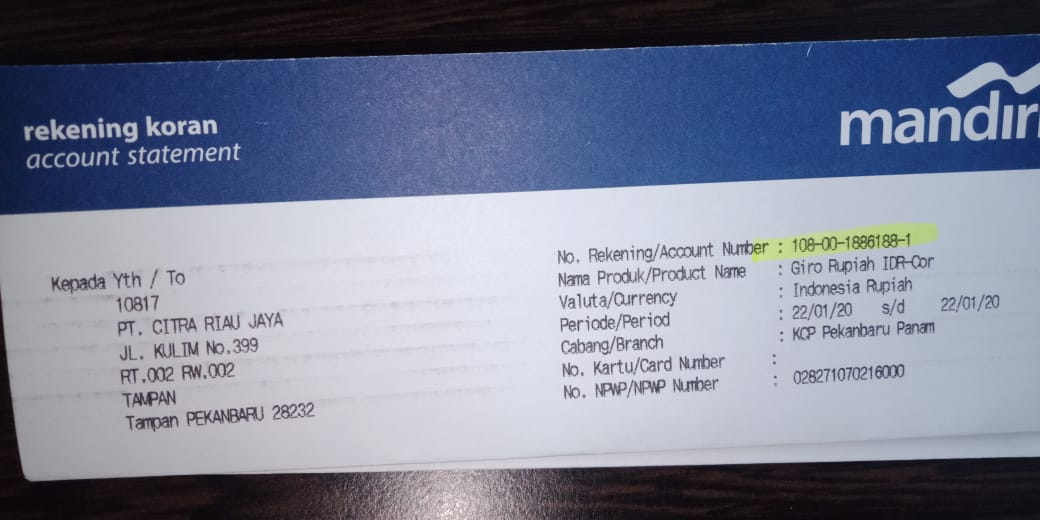 rekening koran
account statement
mandiri
Kepada Yth / To
10817
PT. CITRA RIAU JAYA
JL. KULIM No.399
RT.002 RW.002
TAMPAN
Tampan PEKANBARU 28232
No. Rekening/Account Number : 108-00-1886188-1
Nama Produk/Product Name : Giro Rupiah IDR-Cor
Valuta/Currency : Indonesia Rupiah
Periode/Period : 22/01/20 s/d 22/01/20
Cabang/Branch : KCP Pekanbaru Panam
No. Kartu/Card Number :
No. NPWP/NPWP Number : 028271070216000